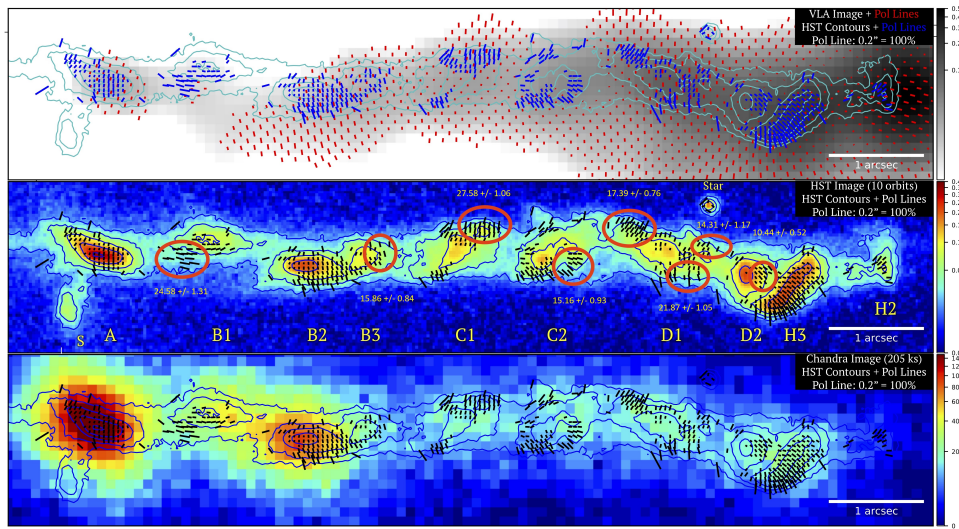 VLA Image + Pol Lines
HST Contours + Pol Lines
Pol Line: 0.2" = 100%
1 arcsec
HST Image (10 orbits)
HST Contours + Pol Lines
Pol Line: 0.2" = 100%
Star
27.58 +/- 1.06
17.39 +/- 0.76
14.31 +/- 1.17
10.44 +/- 0.52
24.58 +/- 1.31
15.86 +/- 0.84
15.16 +/- 0.93
21.87 +/- 1.05
S
A
B1
B2
B3
C1
C2
D1
D2
H3
H2
1 arcsec
Chandra Image (205 ks)
HST Contours + Pol Lines
Pol Line: 0.2" = 100%
1 arcsec